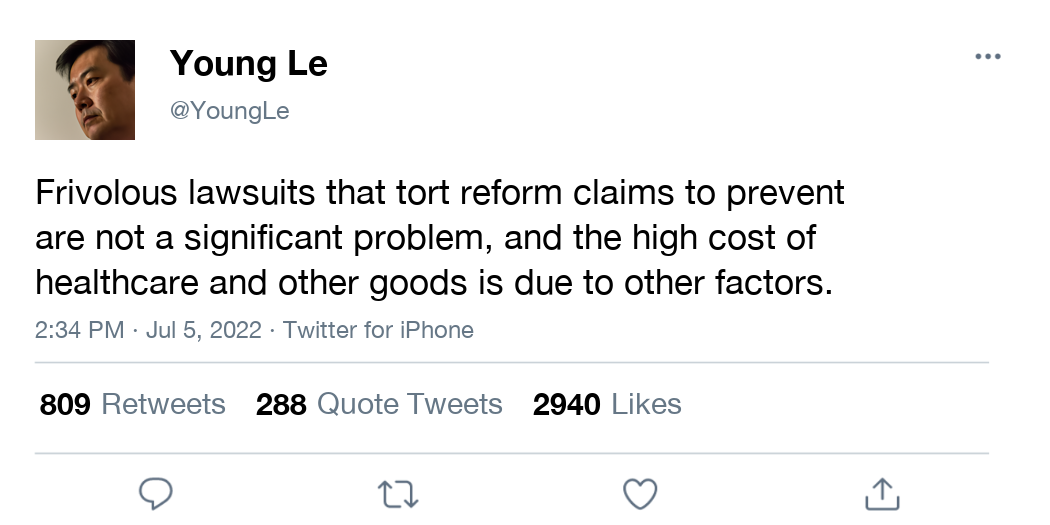 Young Le
@YoungLe
Frivolous lawsuits that tort reform claims to prevent
are not a significant problem, and the high cost of
healthcare and other goods is due to other factors.
2:34 PM · Jul 5, 2022 · Twitter for iPhone
809 Retweets 288 Quote Tweets 2940 Likes